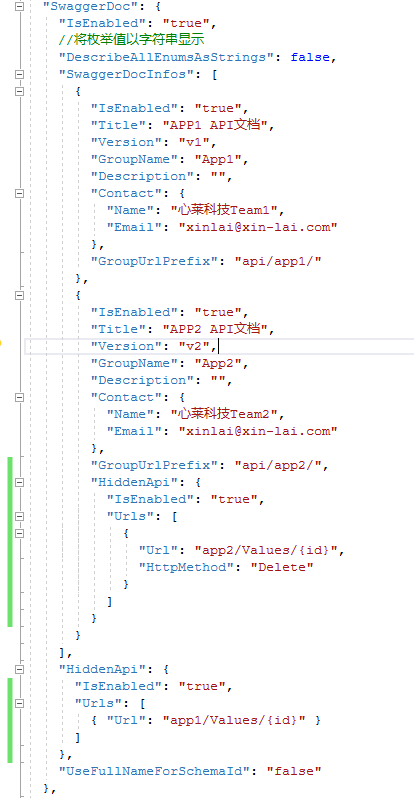 "SwaggerDoc": {
"IsEnabled": "true",
//将枚举值以字符串显示
"DescribeAllEnumsAsStrings": false,
"SwaggerDocInfos": [
{
"IsEnabled": "true",
"Title": "APP1 API文档",
"Version": "v1",
"GroupName": "App1",
"Description": "",
"Contact": {
"Name": "心莱科技Team1",
"Email": "xinlai@xin-lai.com"
},
"GroupUrlPrefix": "api/app1/"
},
{
"IsEnabled": "true",
"Title": "APP2 API文档",
"Version": "v2",
"GroupName": "App2",
"Description": "",
"Contact": {
"Name": "心莱科技Team2",
"Email": "xinlai@xin-lai.com"
},
"GroupUrlPrefix": "api/app2/",
"HiddenApi": {
"IsEnabled": "true",
"Urls": [
{
"Url": "app2/Values/{id}",
"HttpMethod": "Delete"
}
]
}
}
],
"HiddenApi": {
"IsEnabled": "true",
"Urls": [
{ "Url": "app1/Values/{id}" }
]
},
"UseFullNameForSchemaId": "false"
},